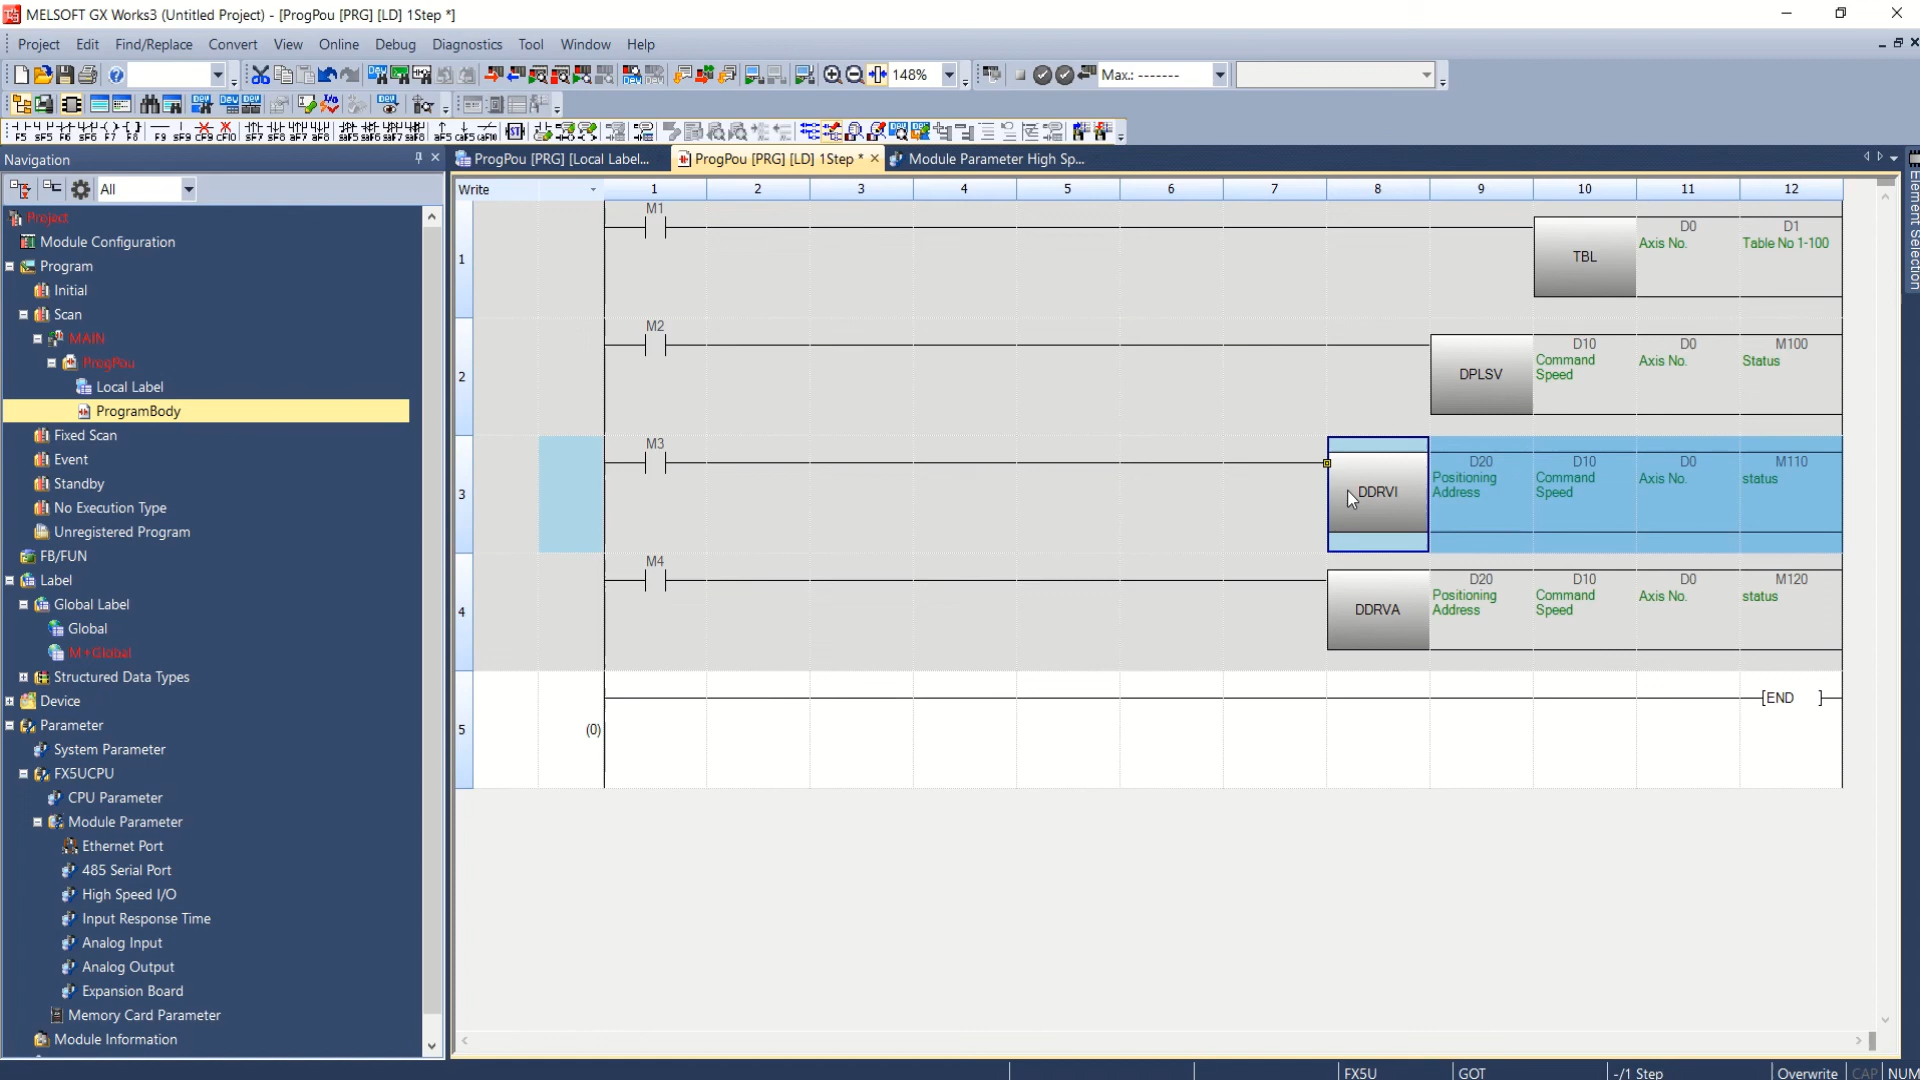 MELSOFT GX Works3 (Untitled Project) - [ProgPou [PRG] [LD] 1Step *]
Project Edit Find/Replace Convert View Online Debug Diagnostics Tool Window Help
148% Max.: -------
Navigation
ProgPou [PRG] [Local Label...
ProgPou [PRG] [LD] 1Step *
Module Parameter High Sp...
All
Project
Module Configuration
Program
Initial
Scan
MAIN
ProgPou
Local Label
ProgramBody
Fixed Scan
Event
Standby
No Execution Type
Unregistered Program
FB/FUN
Label
Global Label
Global
M+Global
Structured Data Types
Device
Parameter
System Parameter
FX5UCPU
CPU Parameter
Module Parameter
Ethernet Port
485 Serial Port
High Speed I/O
Input Response Time
Analog Input
Analog Output
Expansion Board
Memory Card Parameter
Module Information
Write 1 2 3 4 5 6 7 8 9 10 11 12
1 M1 TBL D0 D1
Axis No. Table No 1-100
2 M2 DPLSV D10 D0 M100
Command Speed Axis No. Status
3 M3 DDRVI D20 D10 D0 M110
Positioning Address Command Speed Axis No. status
4 M4 DDRVA D20 D10 D0 M120
Positioning Address Command Speed Axis No. status
5 (0) [END ]
Element Selection
FX5U GOT -/1 Step Overwrite CAP NUM